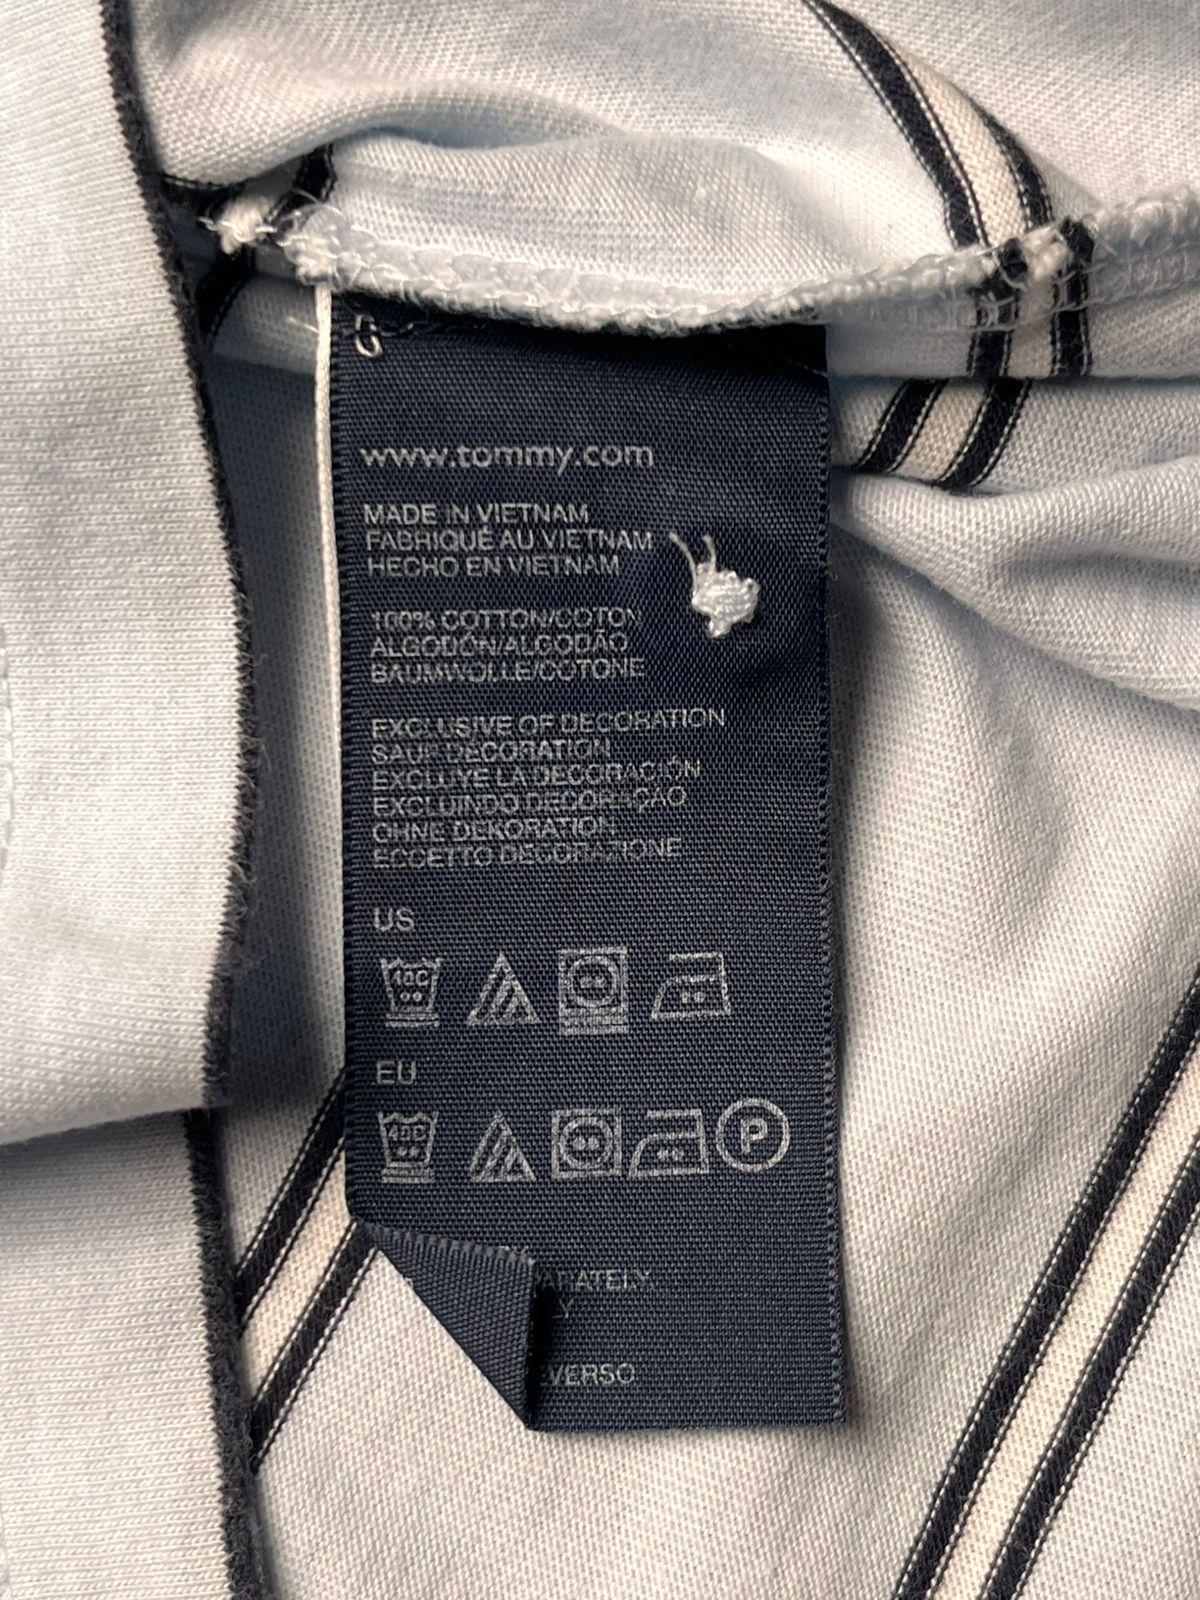 www.tommy.com
MADE IN VIETNAM
FABRIQUÉ AU VIETNAM
HECHO EN VIETNAM
100% COTTON/COTON
ALGODÓN/ALGODÃO
BAUMWOLLE/COTONE
EXCLUSIVE OF DECORATION
SAUF DÉCORATION
EXCLUYE LA DECORACIÓN
EXCLUINDO DECORAÇÃO
OHNE DEKORATION
ECCETTO DECORAZIONE
US
EU
P